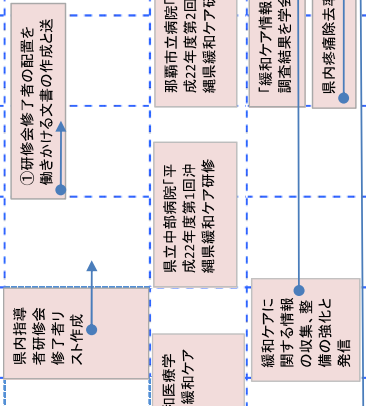 ①研修会修了者の配置を
働きかける文書の作成と送
那覇市立病院「
成22年度第2回
縄県緩和ケア研
「緩和ケア情報
調査結果を学会
県内疼痛除去率
県立中部病院「平
成22年度第1回沖
縄県緩和ケア研修
県内指導
者研修会
修了者リ
スト作成
緩和ケアに
関する情報
の収集、整
備の強化と
発信
和医療学
緩和ケア